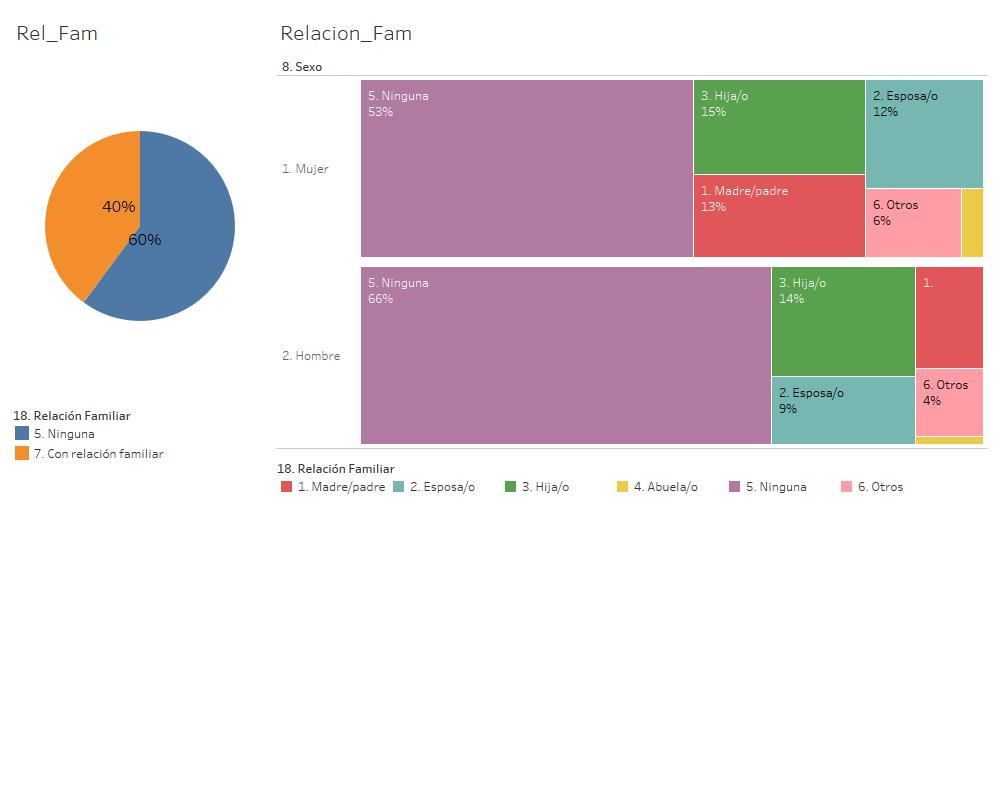 Rel_Fam
40%
60%
18. Relación Familiar
5. Ninguna
7. Con relación familiar
Relacion_Fam
8. Sexo
1. Mujer
5. Ninguna
53%
3. Hija/o
15%
1. Madre/padre
13%
2. Esposa/o
12%
6. Otros
6%
2. Hombre
5. Ninguna
66%
3. Hija/o
14%
2. Esposa/o
9%
1.
6. Otros
4%
18. Relación Familiar
1. Madre/padre 2. Esposa/o 3. Hija/o 4. Abuela/o 5. Ninguna 6. Otros